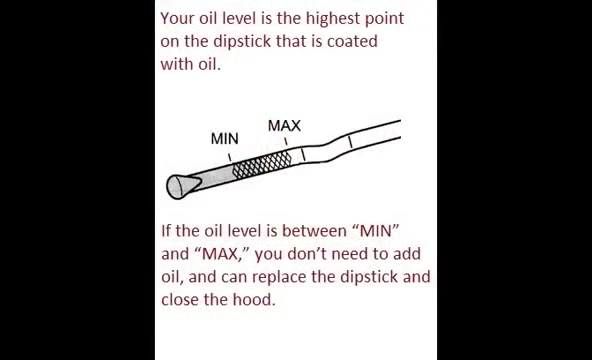 Your oil level is the highest point
on the dipstick that is coated
with oil.
MAX
MIN
If the oil level is between “MIN”
and “MAX,” you don’t need to add
oil, and can replace the dipstick and
close the hood.